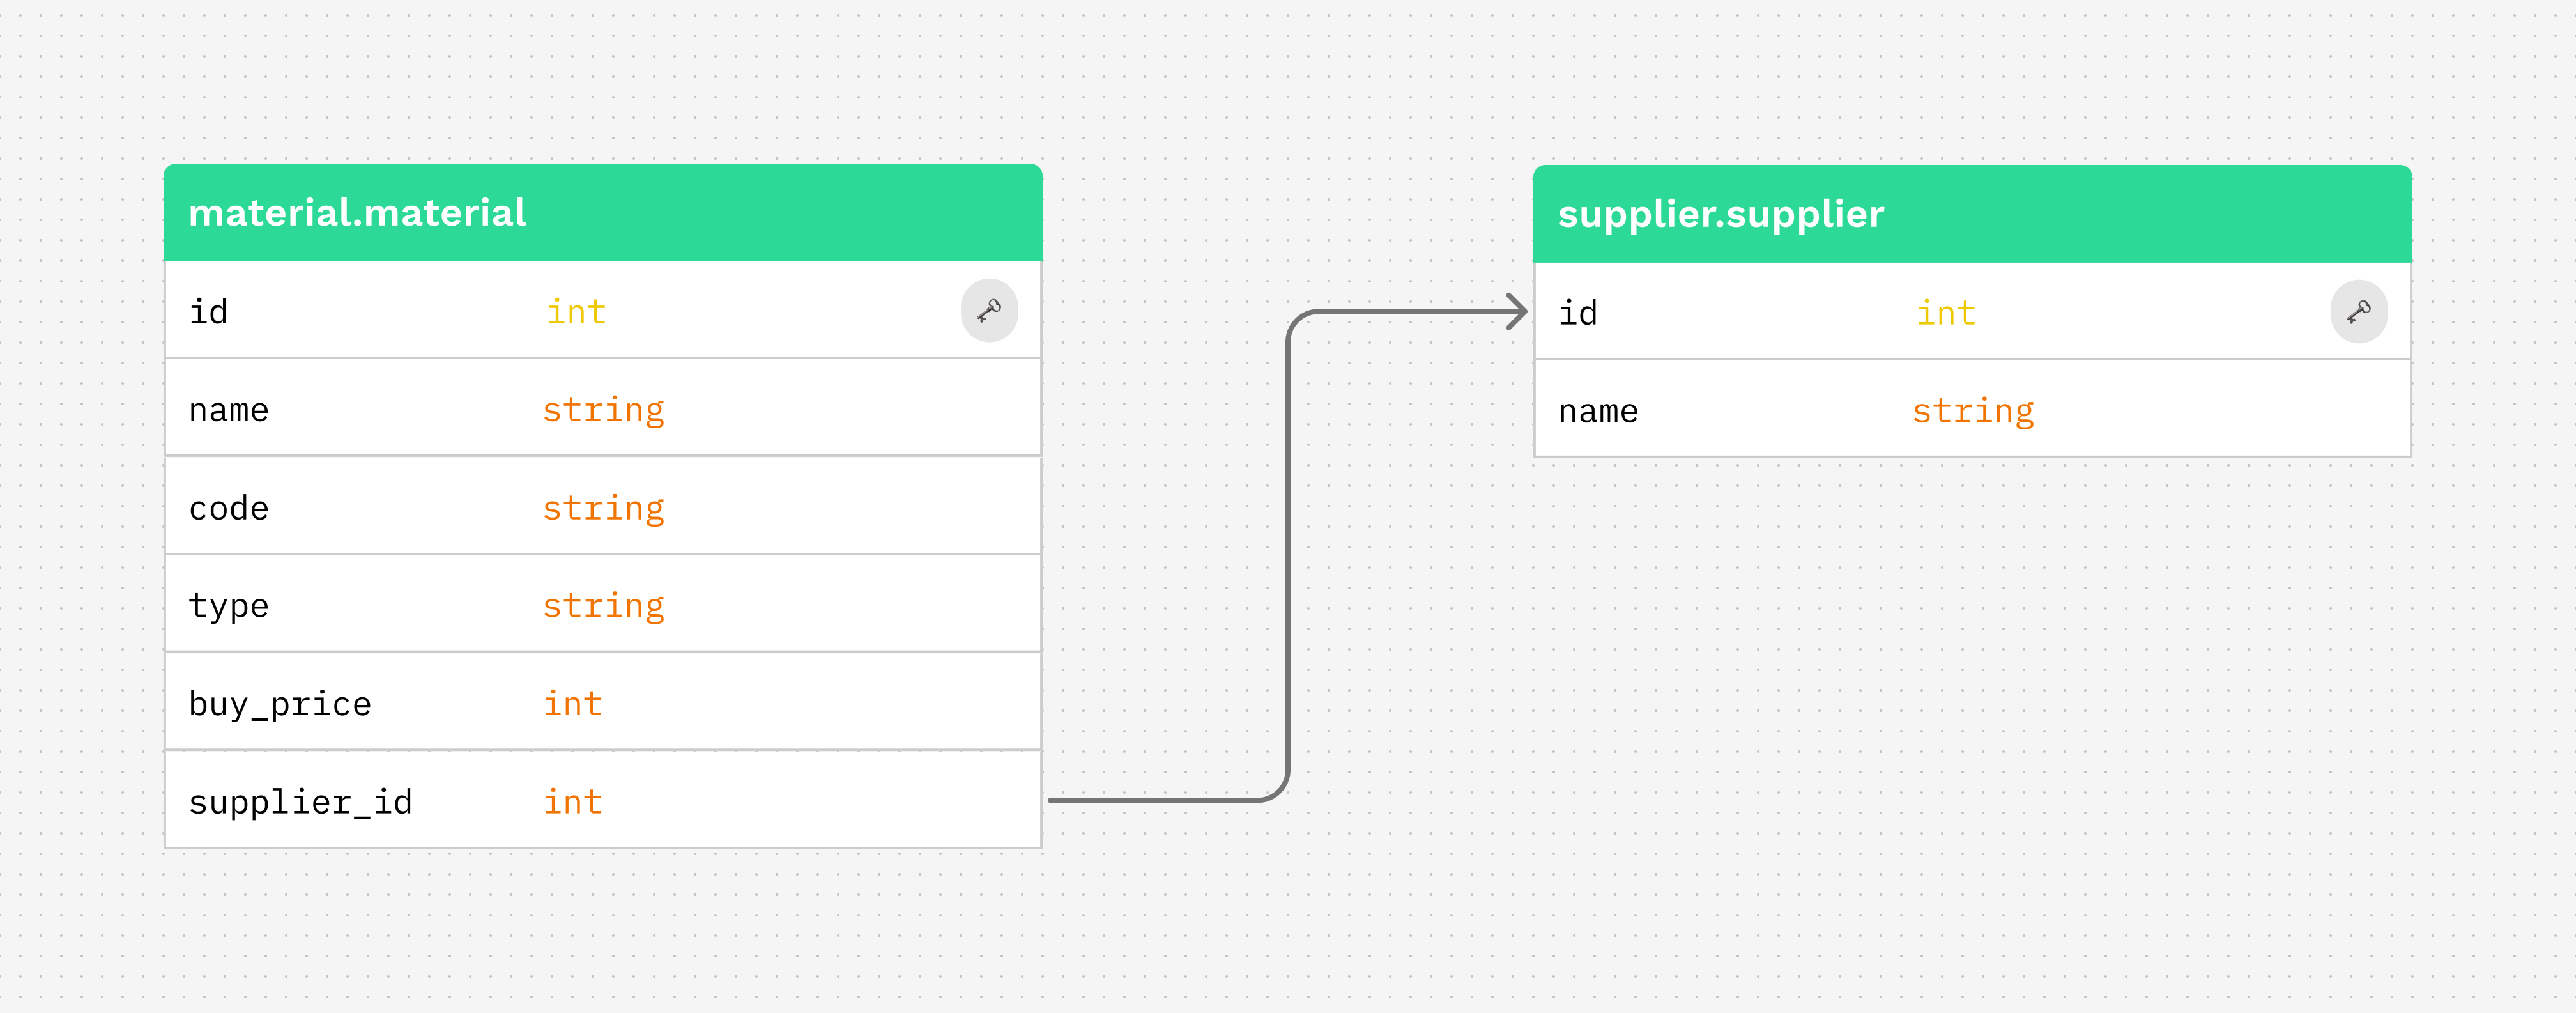 material.material
id int
name string
code string
type string
buy_price int
supplier_id int
supplier.supplier
id int
name string